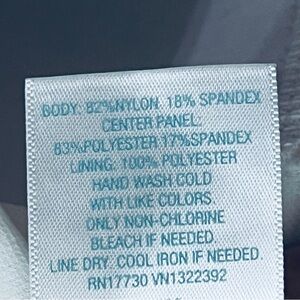 BODY: 82%NYLON 18% SPANDEX
CENTER PANEL:
83%POLYESTER 17%SPANDEX
LINING: 100% POLYESTER
HAND WASH COLD
WITH LIKE COLORS.
ONLY NON-CHLORINE
BLEACH IF NEEDED.
LINE DRY. COOL IRON IF NEEDED.
RN17730 VN1322392